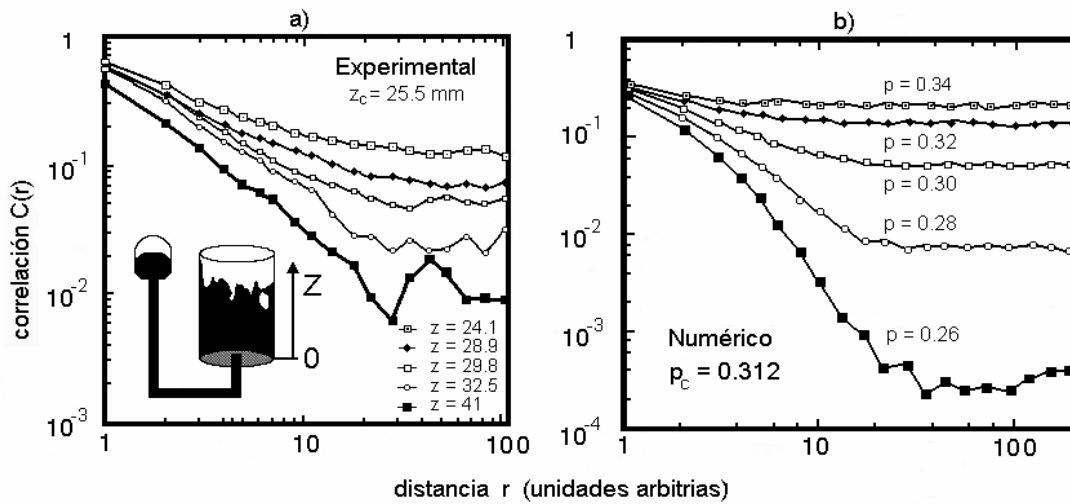 a)
correlación C(r)
1
10-1
10-2
10-3
1
10
100
Experimental
zc = 25.5 mm
Z
0
z = 24.1
z = 28.9
z = 29.8
z = 32.5
z = 41
b)
1
10-1
10-2
10-3
10-4
1
10
100
p = 0.34
p = 0.32
p = 0.30
p = 0.28
p = 0.26
Numérico
pc = 0.312
distancia r (unidades arbitrias)